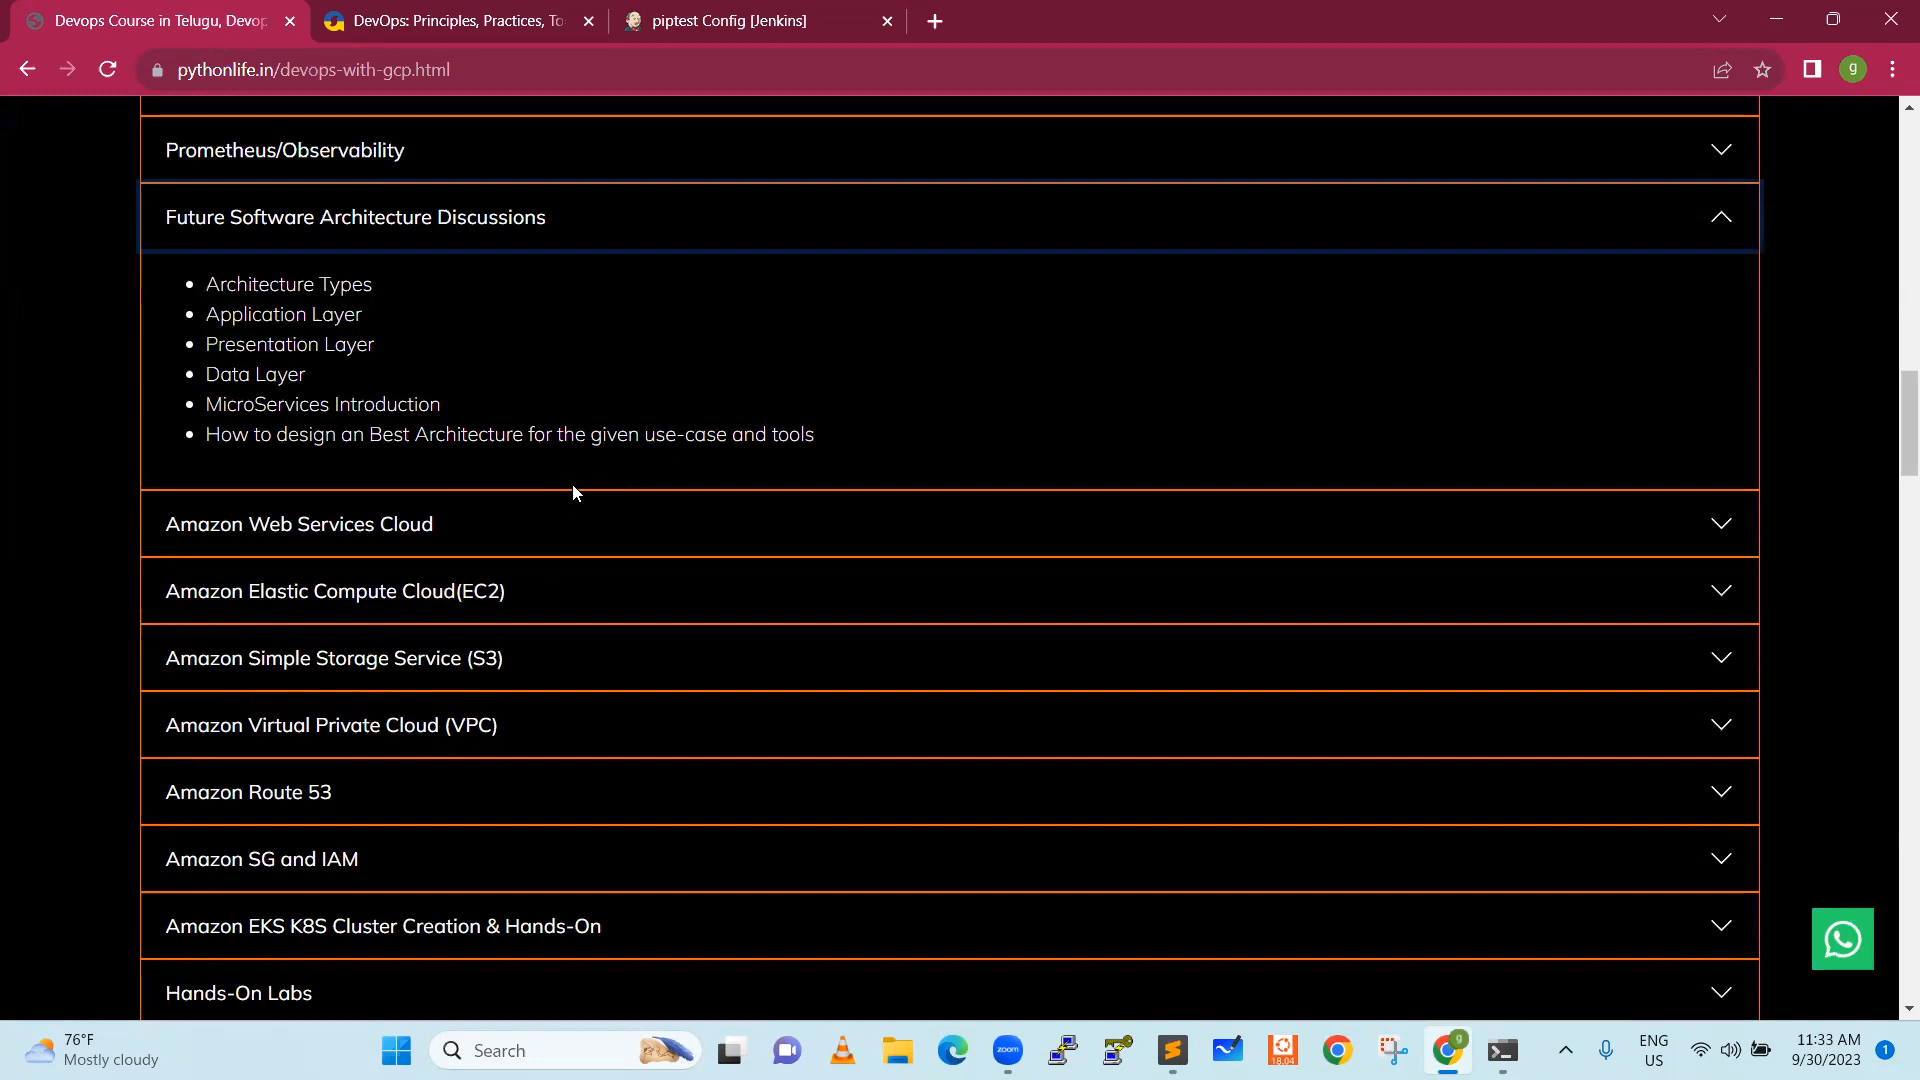 Devops Course in Telugu, Devop
DevOps: Principles, Practices, To
piptest Config [Jenkins]
pythonlife.in/devops-with-gcp.html
g
Prometheus/Observability
Future Software Architecture Discussions
Architecture Types
Application Layer
Presentation Layer
Data Layer
MicroServices Introduction
How to design an Best Architecture for the given use-case and tools
Amazon Web Services Cloud
Amazon Elastic Compute Cloud(EC2)
Amazon Simple Storage Service (S3)
Amazon Virtual Private Cloud (VPC)
Amazon Route 53
Amazon SG and IAM
Amazon EKS K8S Cluster Creation & Hands-On
Hands-On Labs
76°F
Mostly cloudy
Search
zoom
18.04
9
ENG
US
11:33 AM
9/30/2023
1